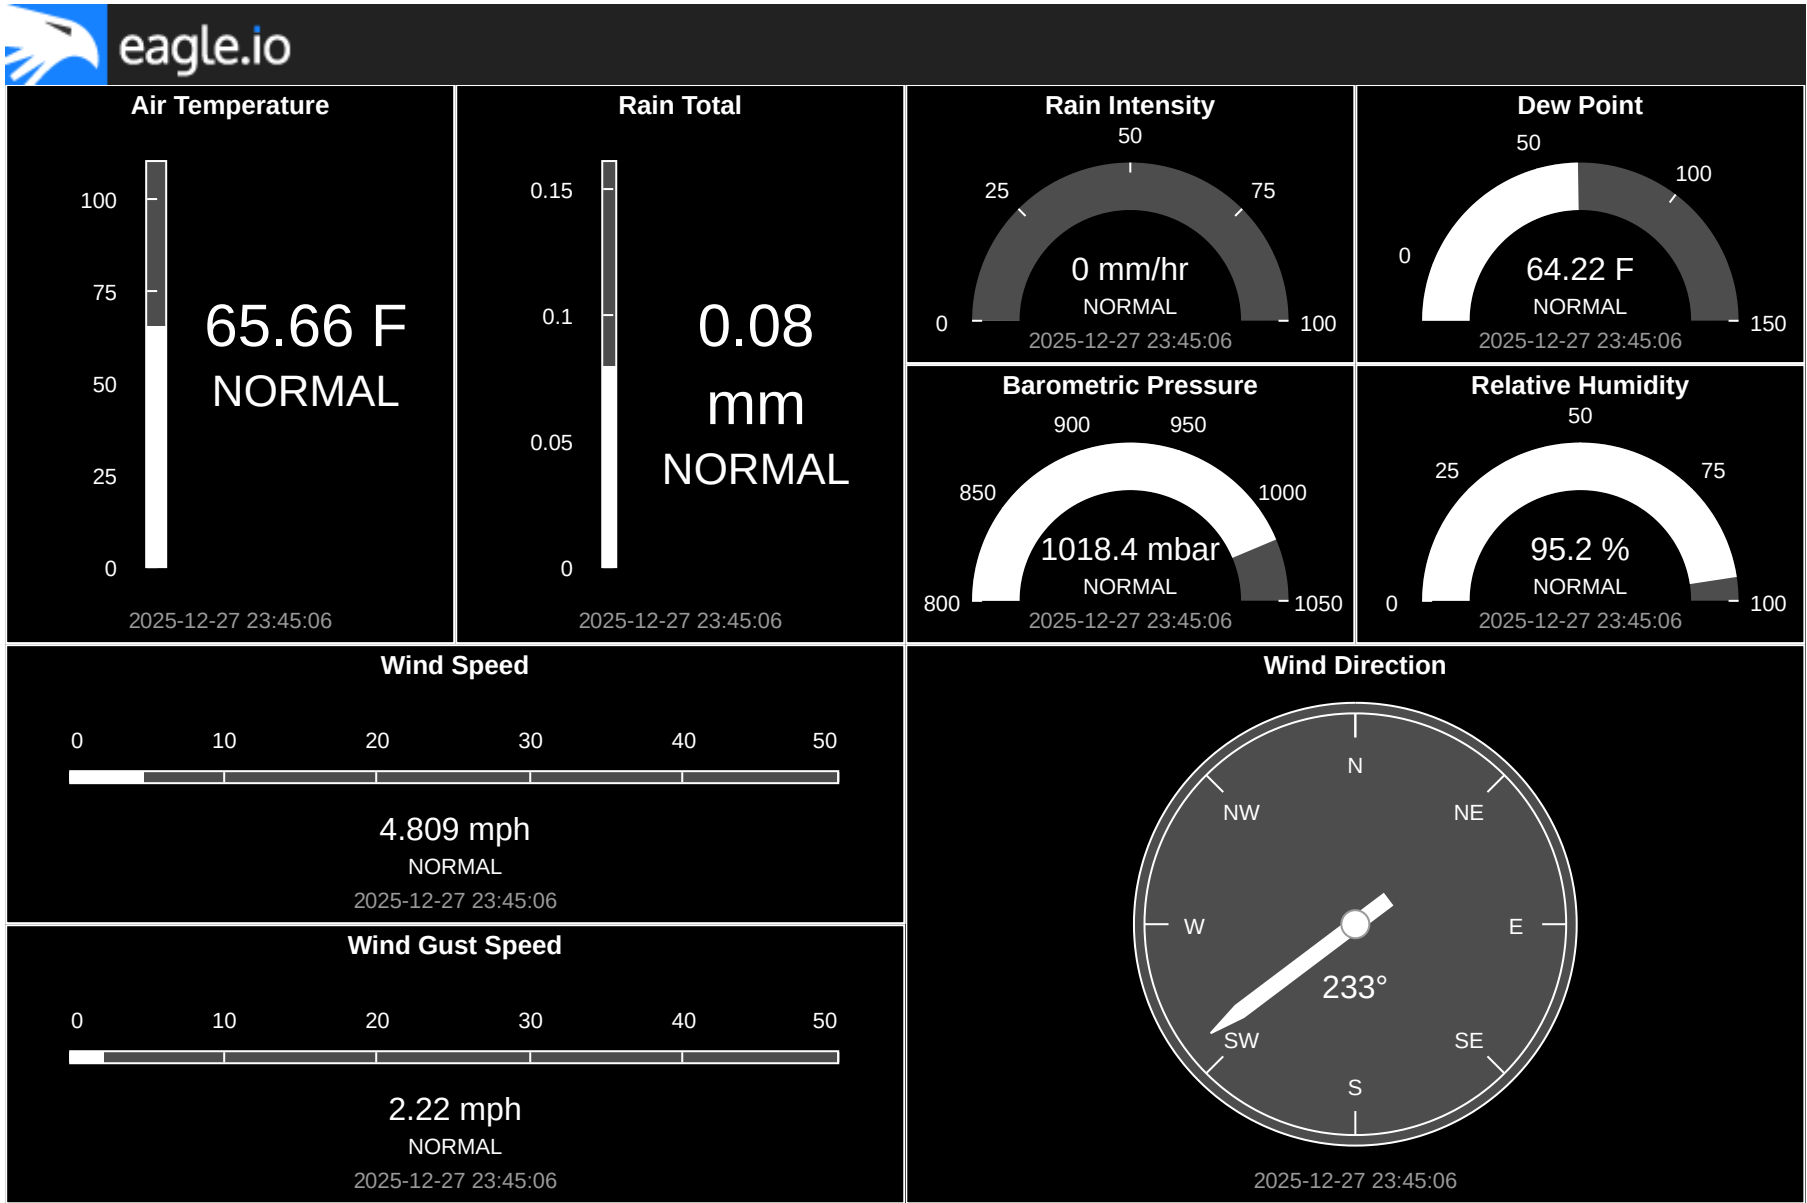 eagle.io
Air Temperature
100
75
50
25
0
65.66 F
NORMAL
2025-12-27 23:45:06
Rain Total
0.15
0.1
0.05
0
0.08
mm
NORMAL
2025-12-27 23:45:06
Rain Intensity
50
25
75
0
100
0 mm/hr
NORMAL
2025-12-27 23:45:06
Dew Point
50
100
0
150
64.22 F
NORMAL
2025-12-27 23:45:06
Barometric Pressure
900
950
850
1000
800
1050
1018.4 mbar
NORMAL
2025-12-27 23:45:06
Relative Humidity
50
25
75
0
100
95.2 %
NORMAL
2025-12-27 23:45:06
Wind Speed
0 10 20 30 40 50
4.809 mph
NORMAL
2025-12-27 23:45:06
Wind Gust Speed
0 10 20 30 40 50
2.22 mph
NORMAL
2025-12-27 23:45:06
Wind Direction
N
NW
NE
W
E
233°
SW
SE
S
2025-12-27 23:45:06